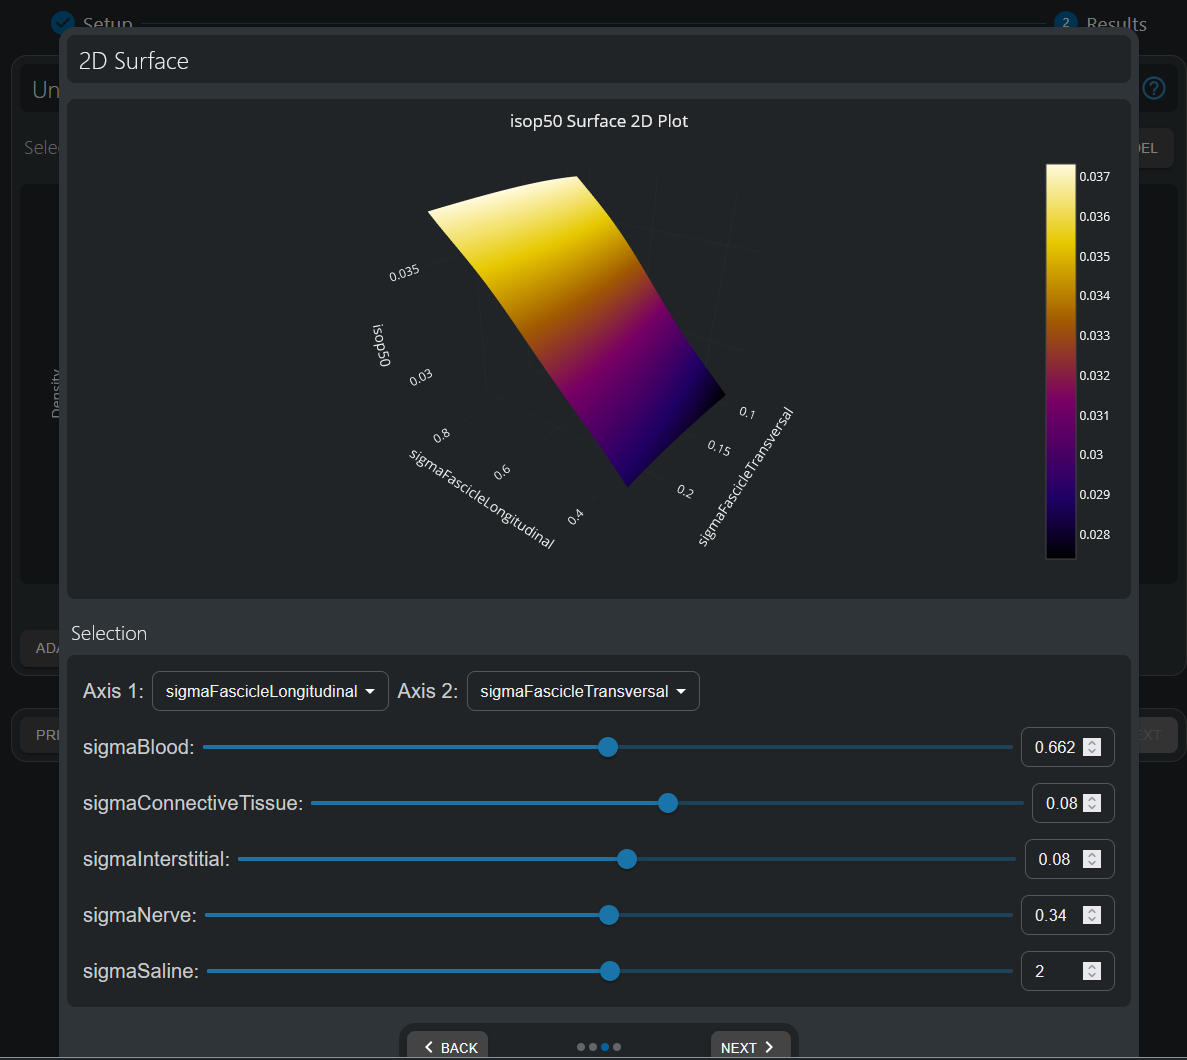 Setup
2 Results
2D Surface
Un
Sele
DEL
isop50 Surface 2D Plot
0.037
0.036
0.035
0.034
0.033
0.032
0.031
0.03
0.029
0.028
0.035
isop50
0.03
0.8
0.6
0.4
sigmaFascicleLongitudinal
0.1
0.15
0.2
sigmaFascicleTransversal
Density
Selection
ADA
Axis 1: sigmaFascicleLongitudinal Axis 2: sigmaFascicleTransversal
PRE
EXT
sigmaBlood: 0.662
sigmaConnectiveTissue: 0.08
sigmaInterstitial: 0.08
sigmaNerve: 0.34
sigmaSaline: 2
BACK NEXT